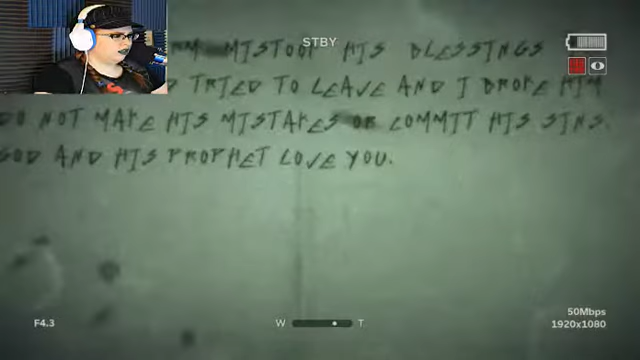 STBY
MISTOOK HIS BLESSINGS
TRIED TO LEAVE AND I BROKE HIM
DO NOT MAKE HIS MISTAKES OR COMMIT HIS SINS.
GOD AND HIS PROPHET LOVE YOU.
F4.3
W T
50Mbps
1920x1080